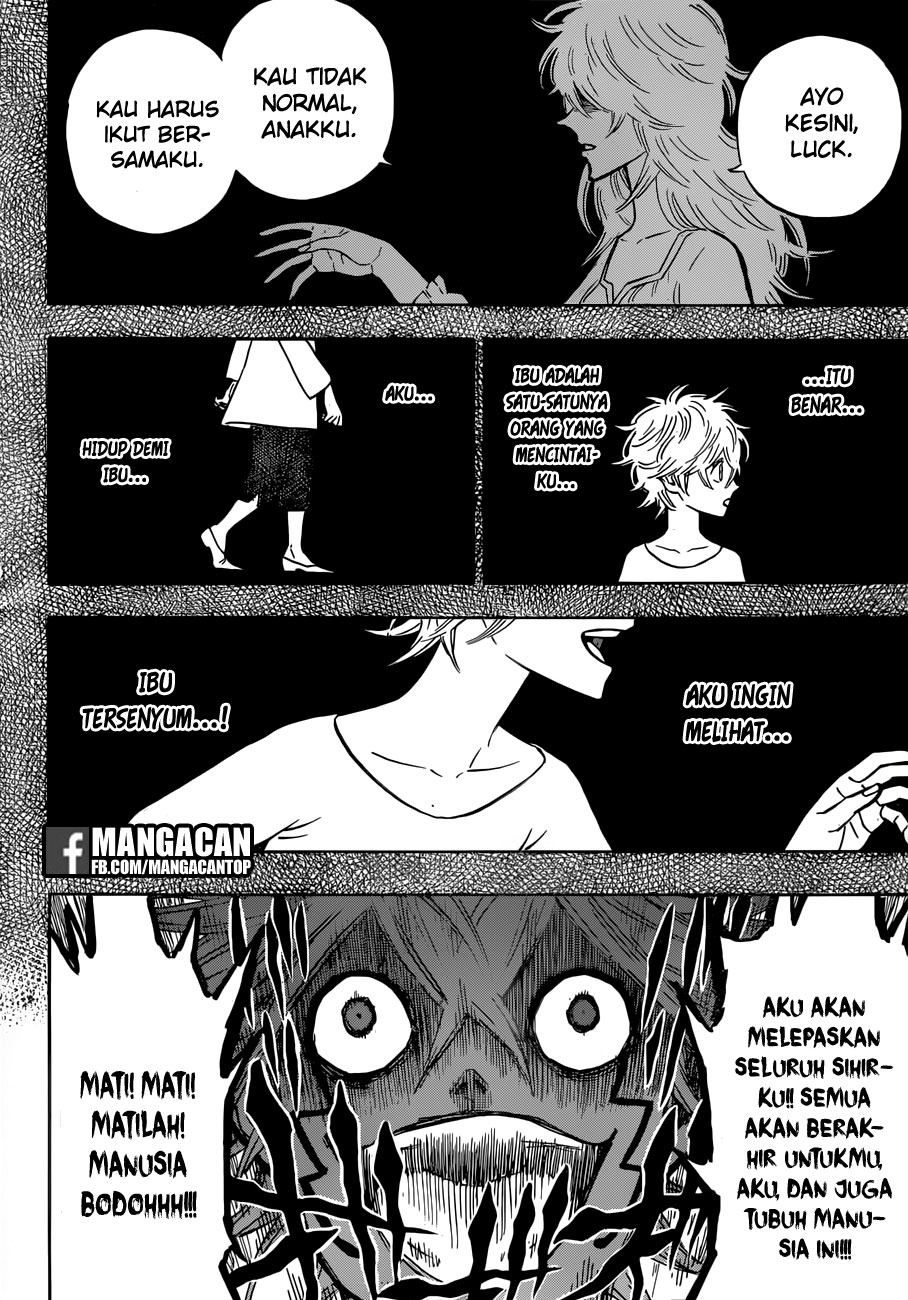 AYO
KESINI,
LUCK.
KAU TIDAK
NORMAL,
ANAKKU.
KAU HARUS
IKUT BER-
SAMAKU.
...ITU
BENAR...
IBU ADALAH
SATU-SATUNYA
ORANG YANG
MENCINTAI-
KU...
AKU...
HIDUP DEMI
IBU...
AKU INGIN
MELIHAT...
IBU
TERSENYUM...!
f MANGACAN
FB.COM/MANGACANTOP
AKU AKAN
MELEPASKAN
SELURUH SIHIR-
KU!! SEMUA
AKAN BERAK-
HIR UNTUKMU,
AKU, DAN JUGA
TUBUH MANU-
SIA INI!!!!
MATI! MATI!
MATILAH!
MANUSIA
BODOHHH!!!